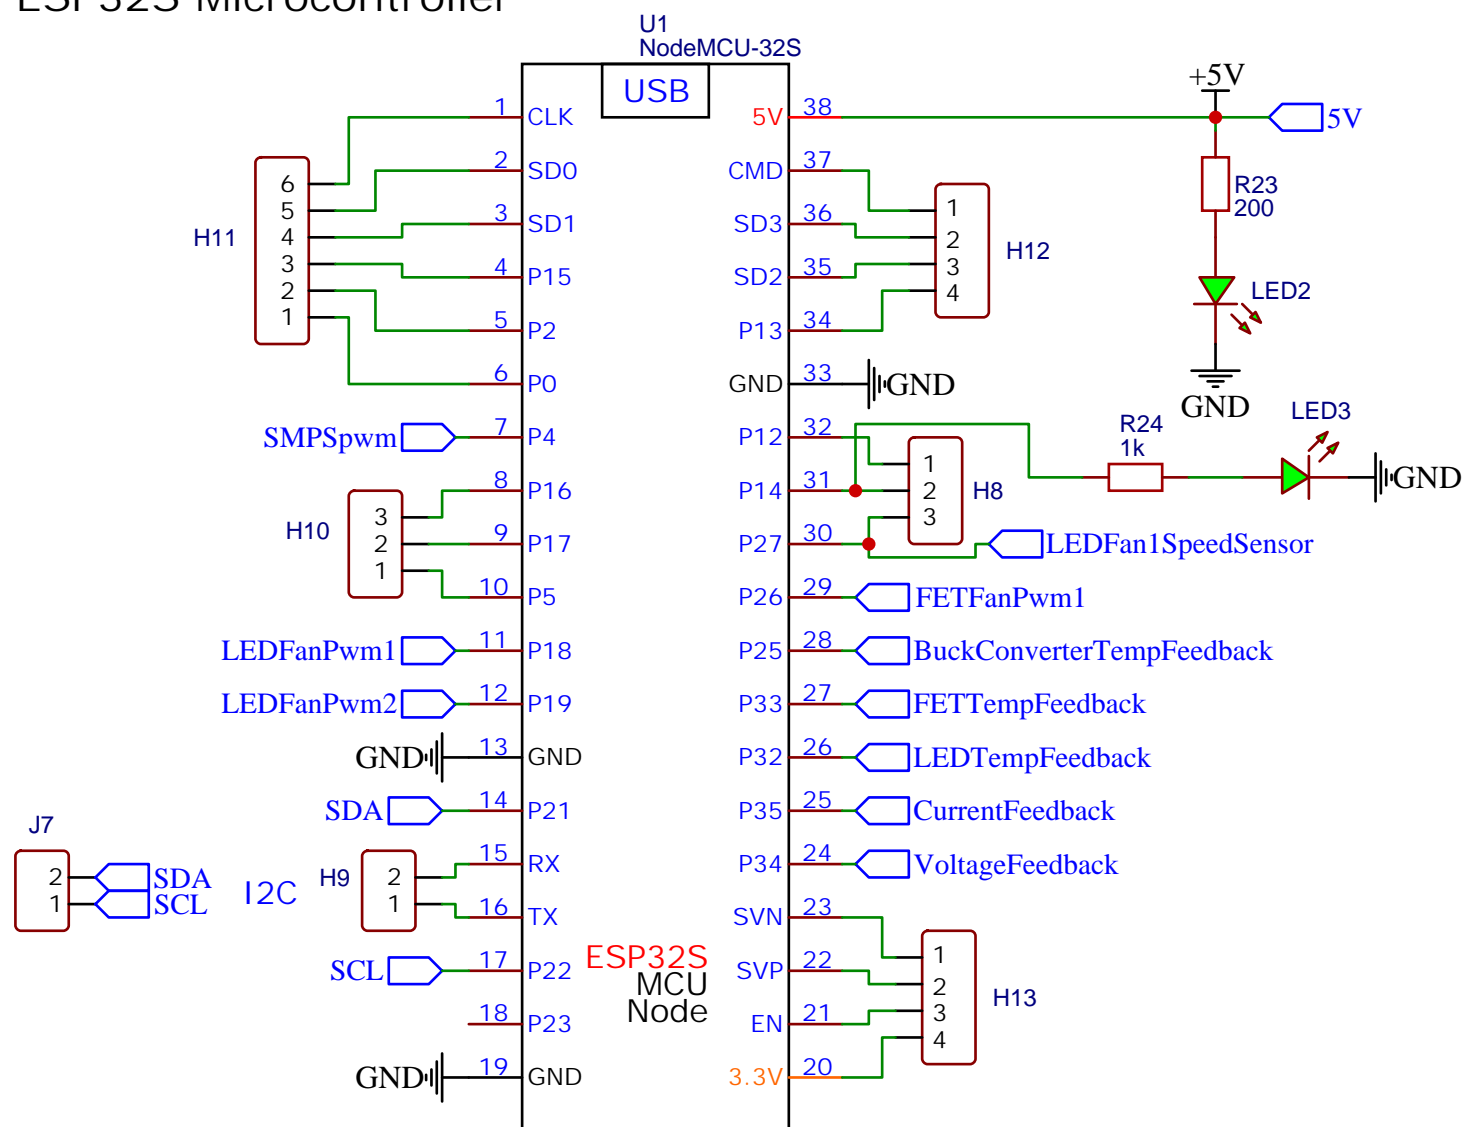 ESP32S Microcontroller
U1
NodeMCU-32S
USB
+5V
1 CLK
5V 38
5V
2 SD0
CMD 37
3 SD1
SD3 36
4 P15
SD2 35
5 P2
P13 34
6 P0
GND 33
GND
H11
6
5
4
3
2
1
H12
1
2
3
4
R23
200
LED2
GND
SMPSpwm
7 P4
P12 32
8 P16
P14 31
9 P17
P27 30
10 P5
P26 29
H10
3
2
1
H8
1
2
3
R24
1k
LED3
GND
LEDFan1SpeedSensor
FETFanPwm1
LEDFanPwm1
11 P18
P25 28
BuckConverterTempFeedback
LEDFanPwm2
12 P19
P33 27
FETTempFeedback
GND
13 GND
P32 26
LEDTempFeedback
SDA
14 P21
P35 25
CurrentFeedback
15 RX
P34 24
VoltageFeedback
16 TX
SVN 23
J7
2
1
SDA
SCL
I2C
H9
2
1
SCL
17 P22
SVP 22
18 P23
EN 21
GND
19 GND
3.3V 20
ESP32S
MCU
Node
H13
1
2
3
4